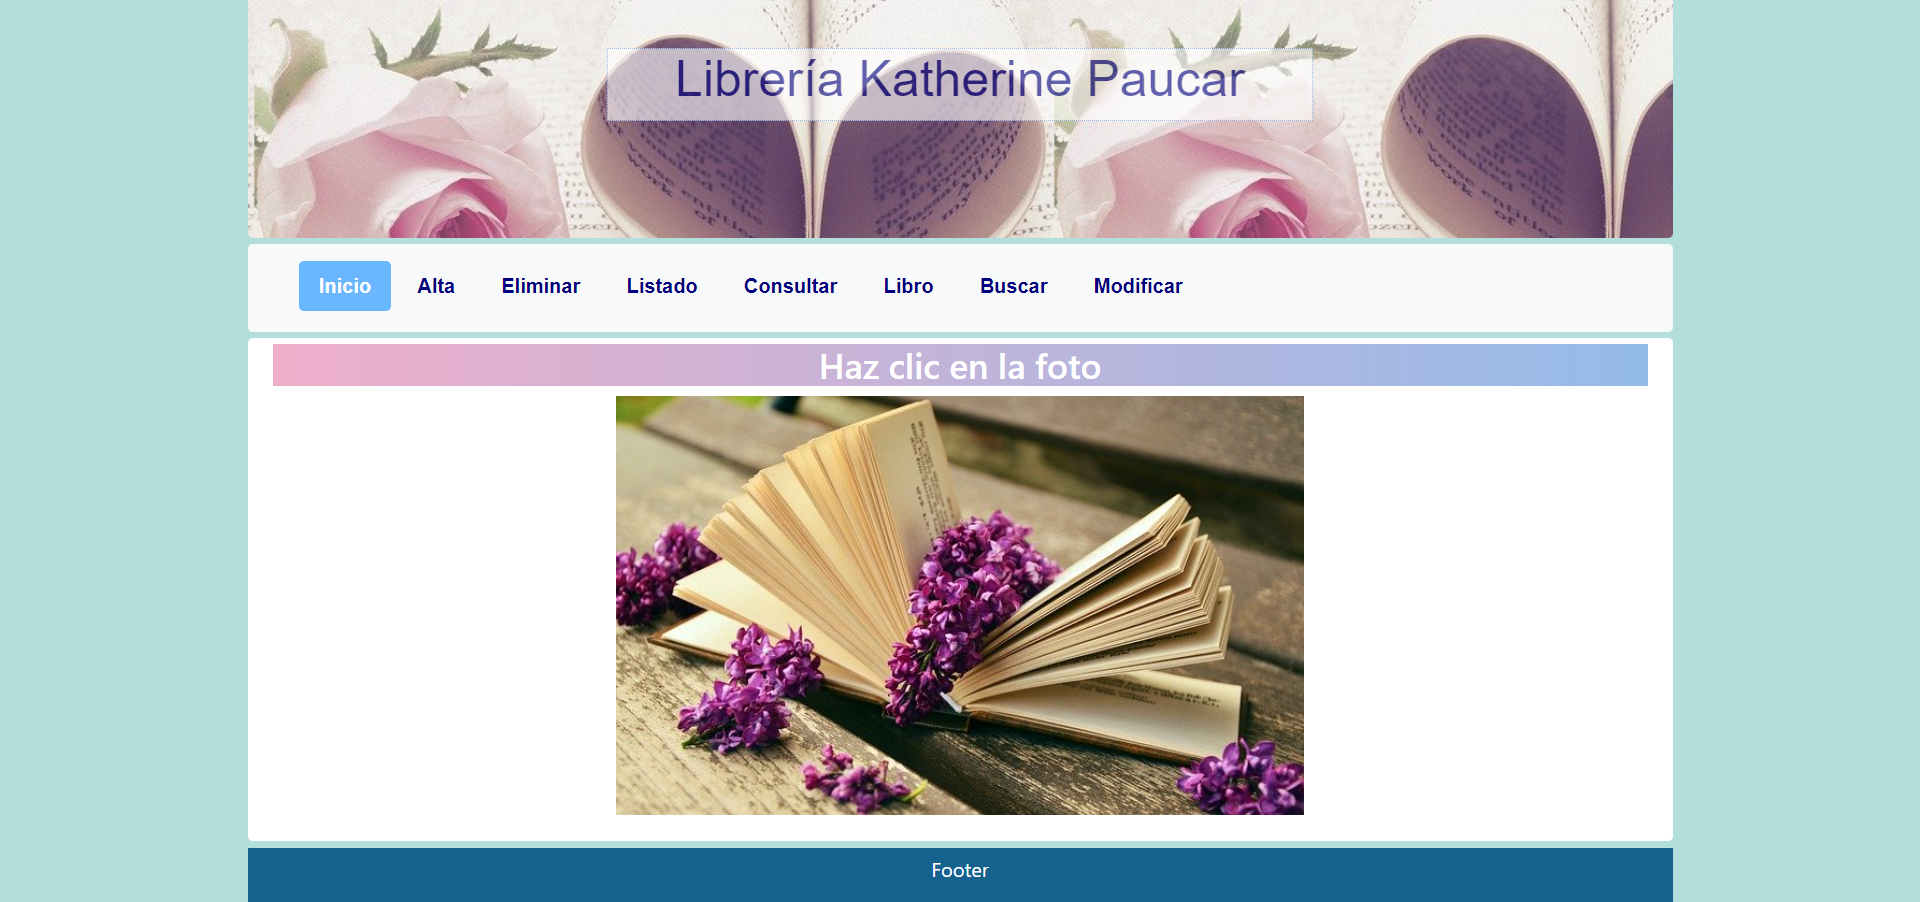 Librería Katherine Paucar
Inicio Alta Eliminar Listado Consultar Libro Buscar Modificar
Haz clic en la foto
Footer